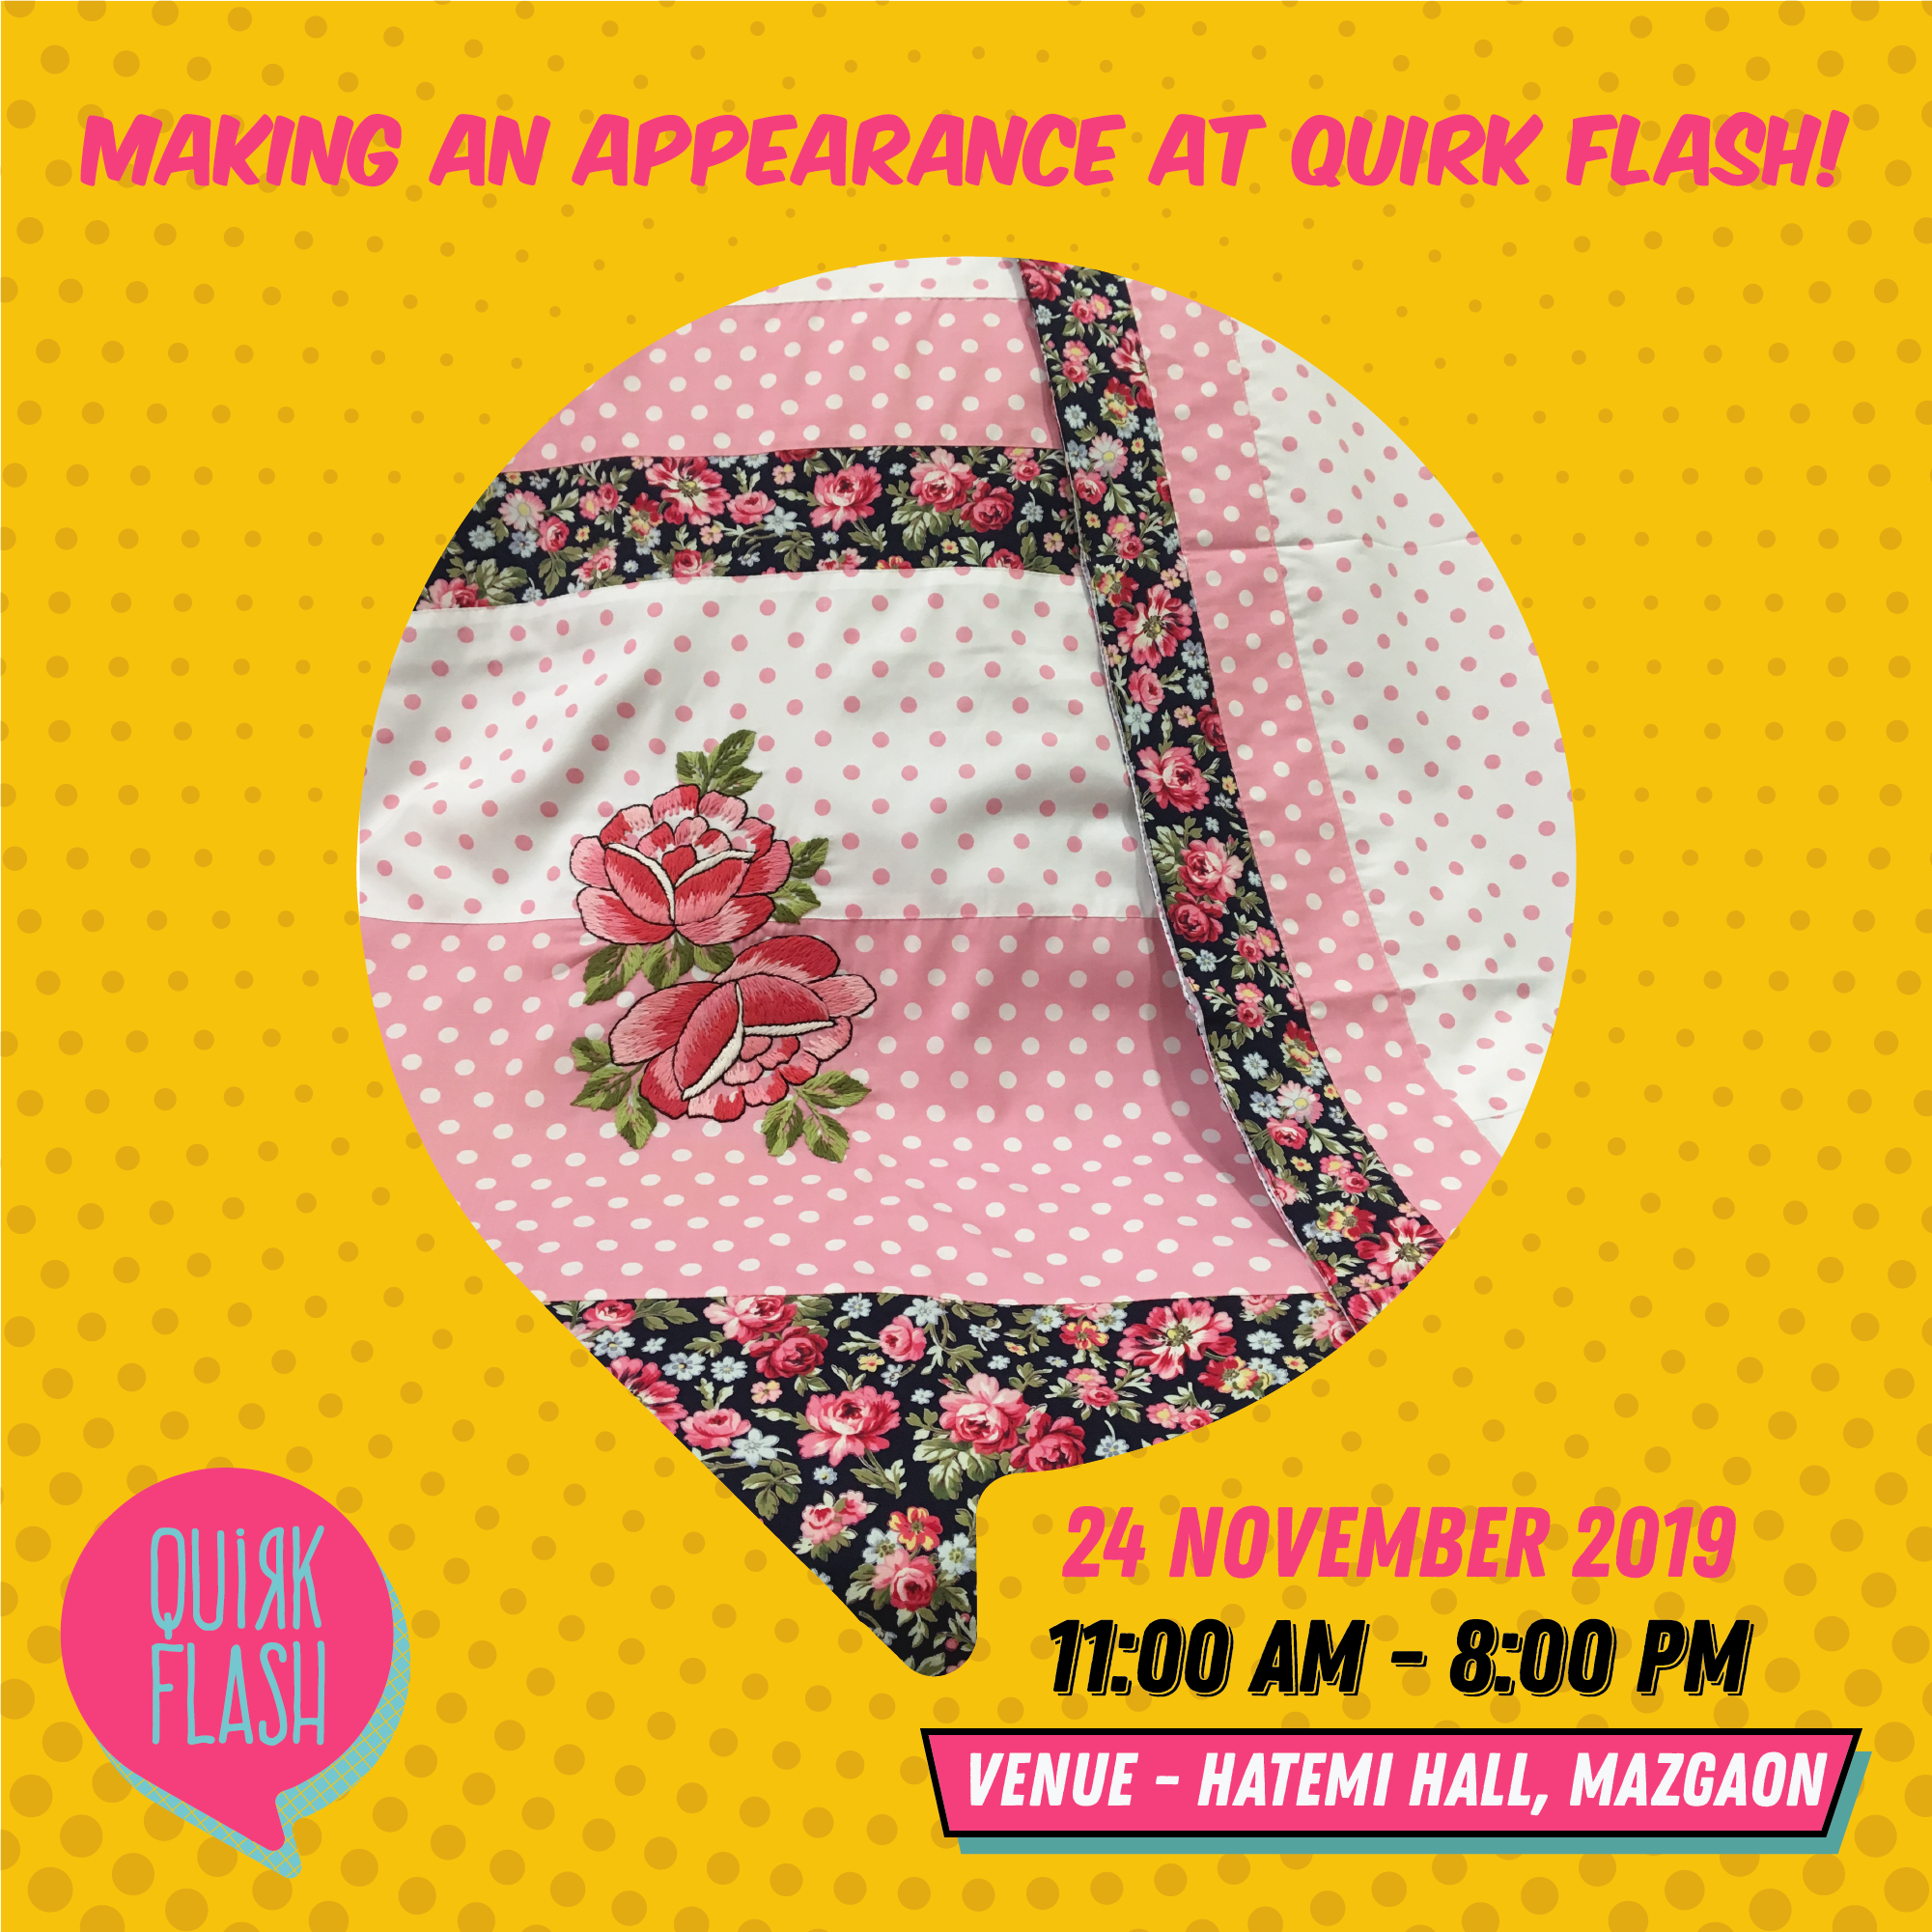 MAKING AN APPEARANCE AT QUIRK FLASH!
QUiRK
FLASH
24 NOVEMBER 2019
11:00 AM - 8:00 PM
VENUE - HATEMI HALL, MAZGAON